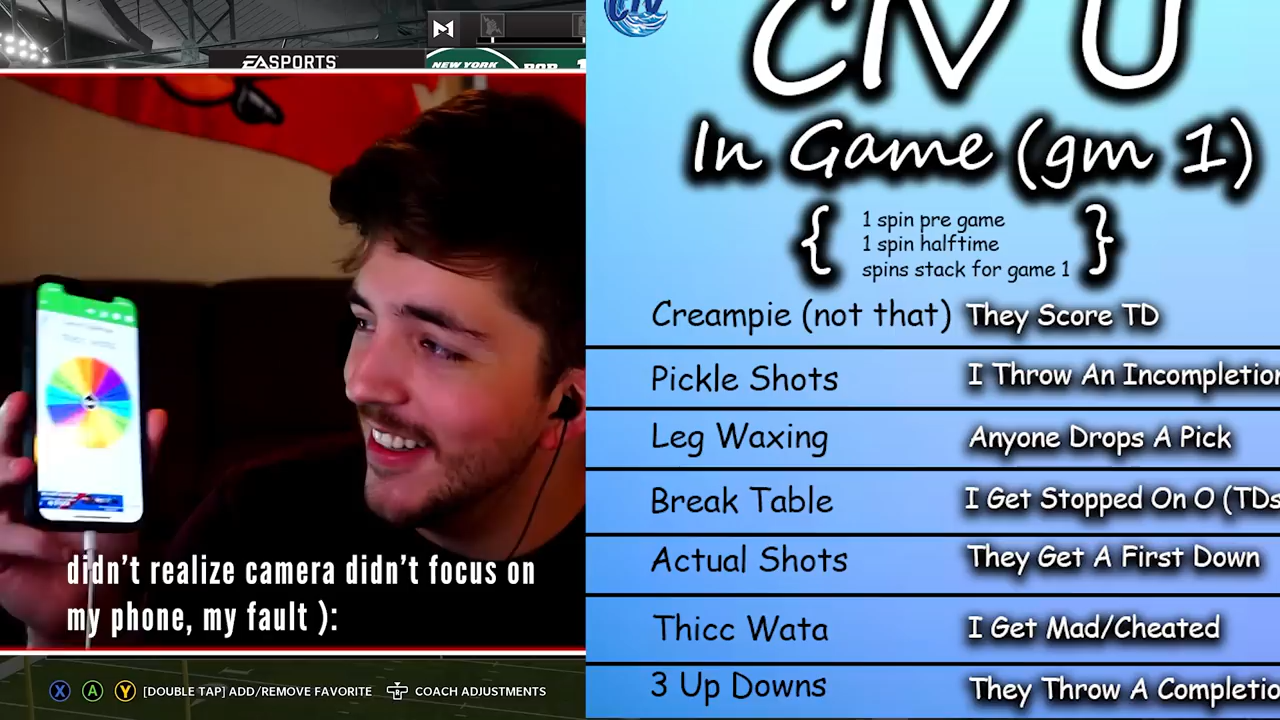 EA SPORTS
NEW YORK
CIV
CIV U
In Game (gm 1)
{ 1 spin pre game
1 spin halftime
spins stack for game 1 }
Creampie (not that) They Score TD
Pickle Shots I Throw An Incompletion
Leg Waxing Anyone Drops A Pick
Break Table I Get Stopped On O (TDs
Actual Shots They Get A First Down
Thicc Wata I Get Mad/Cheated
3 Up Downs They Throw A Completio
didn't realize camera didn't focus on
my phone, my fault ):
X A Y [DOUBLE TAP] ADD/REMOVE FAVORITE COACH ADJUSTMENTS